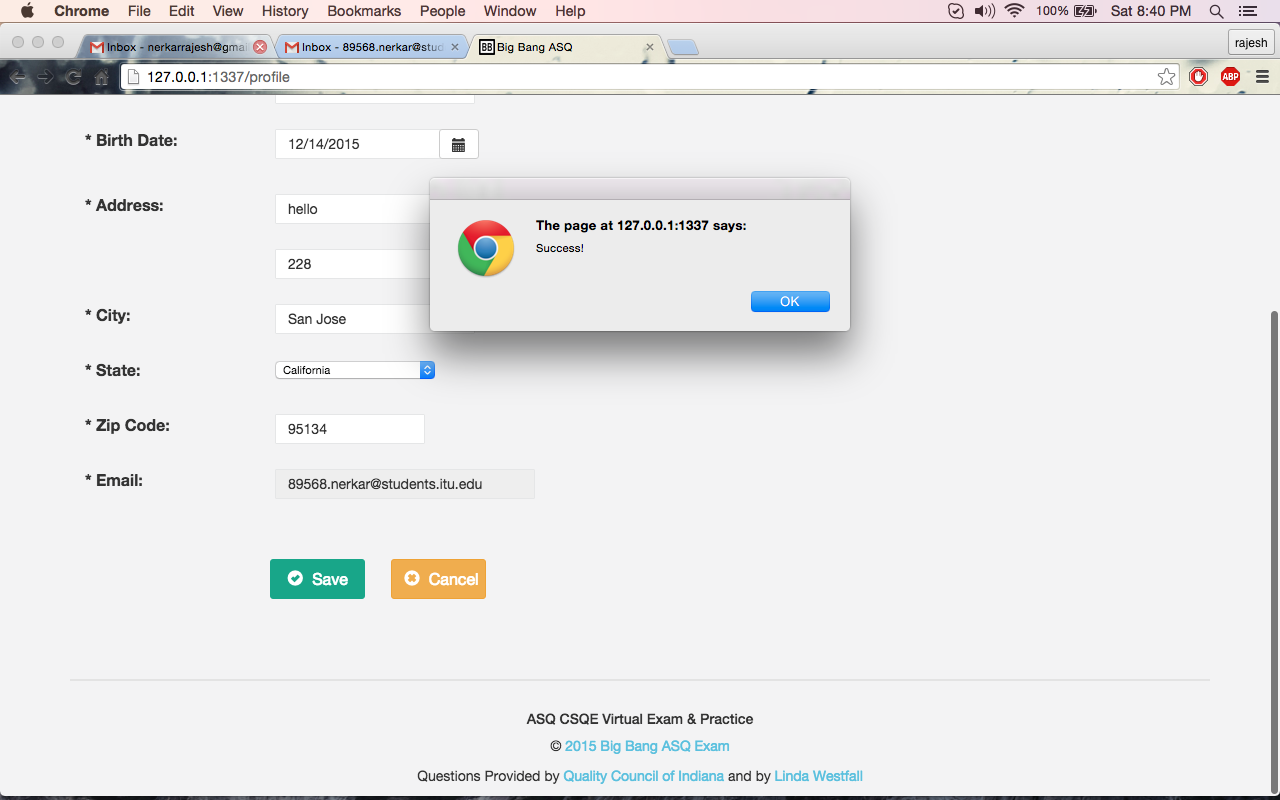 Chrome File Edit View History Bookmarks People Window Help 100% Sat 8:40 PM
Inbox - nerkarrajesh@gmai Inbox - 89568.nerkar@stud BB Big Bang ASQ rajesh
127.0.0.1:1337/profile ABP
* Birth Date: 12/14/2015
* Address: hello
228
* City: San Jose
* State: California
* Zip Code: 95134
* Email: 89568.nerkar@students.itu.edu
The page at 127.0.0.1:1337 says:
Success!
OK
Save Cancel
ASQ CSQE Virtual Exam & Practice
© 2015 Big Bang ASQ Exam
Questions Provided by Quality Council of Indiana and by Linda Westfall